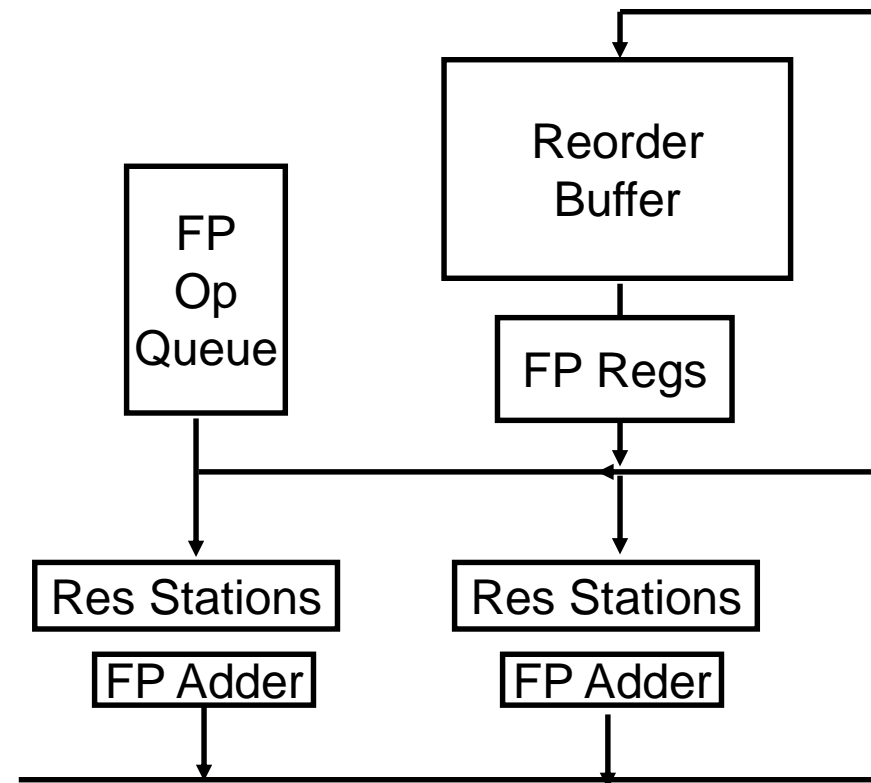 Reorder
Buffer
FP
Op
Queue
FP Regs
Res Stations
Res Stations
FP Adder
FP Adder